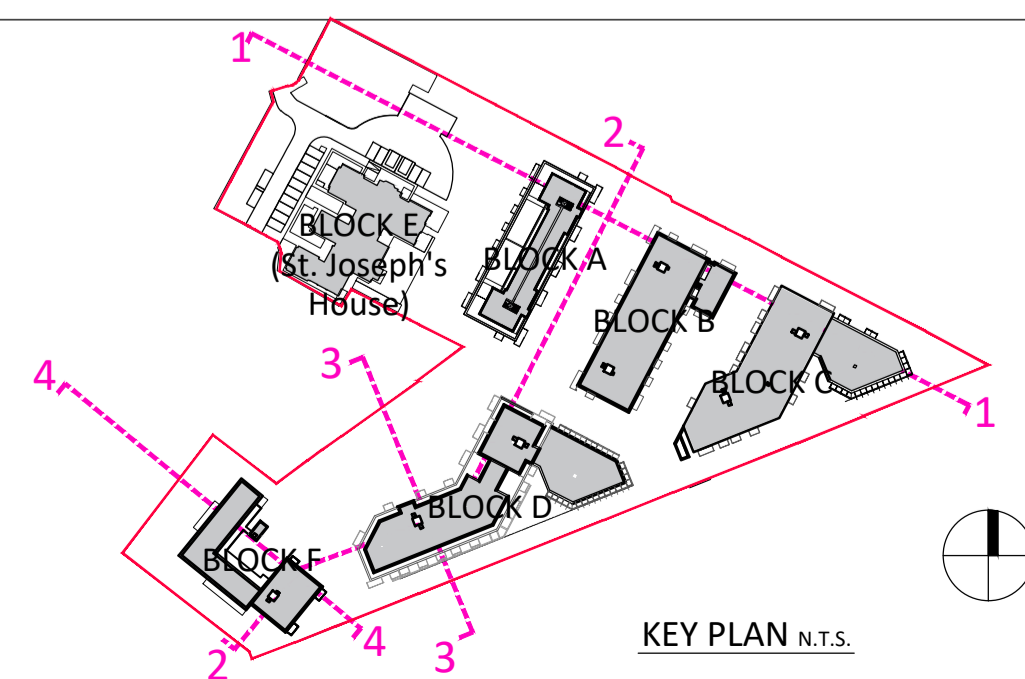 1
2
BLOCK E
(St. Joseph's
House)
BLOCK A
BLOCK B
3
4
BLOCK C
1
BLOCK D
BLOCK F
2
4
3
KEY PLAN N.T.S.